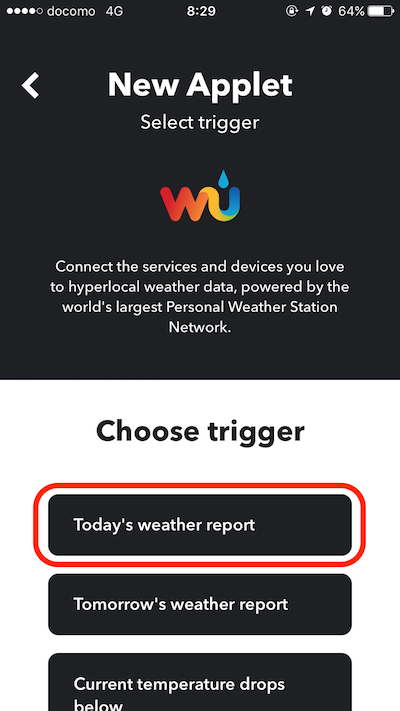 docomo 4G 8:29 64%
New Applet
Select trigger
wu
Connect the services and devices you love
to hyperlocal weather data, powered by the
world's largest Personal Weather Station
Network.
Choose trigger
Today's weather report
Tomorrow's weather report
Current temperature drops
below